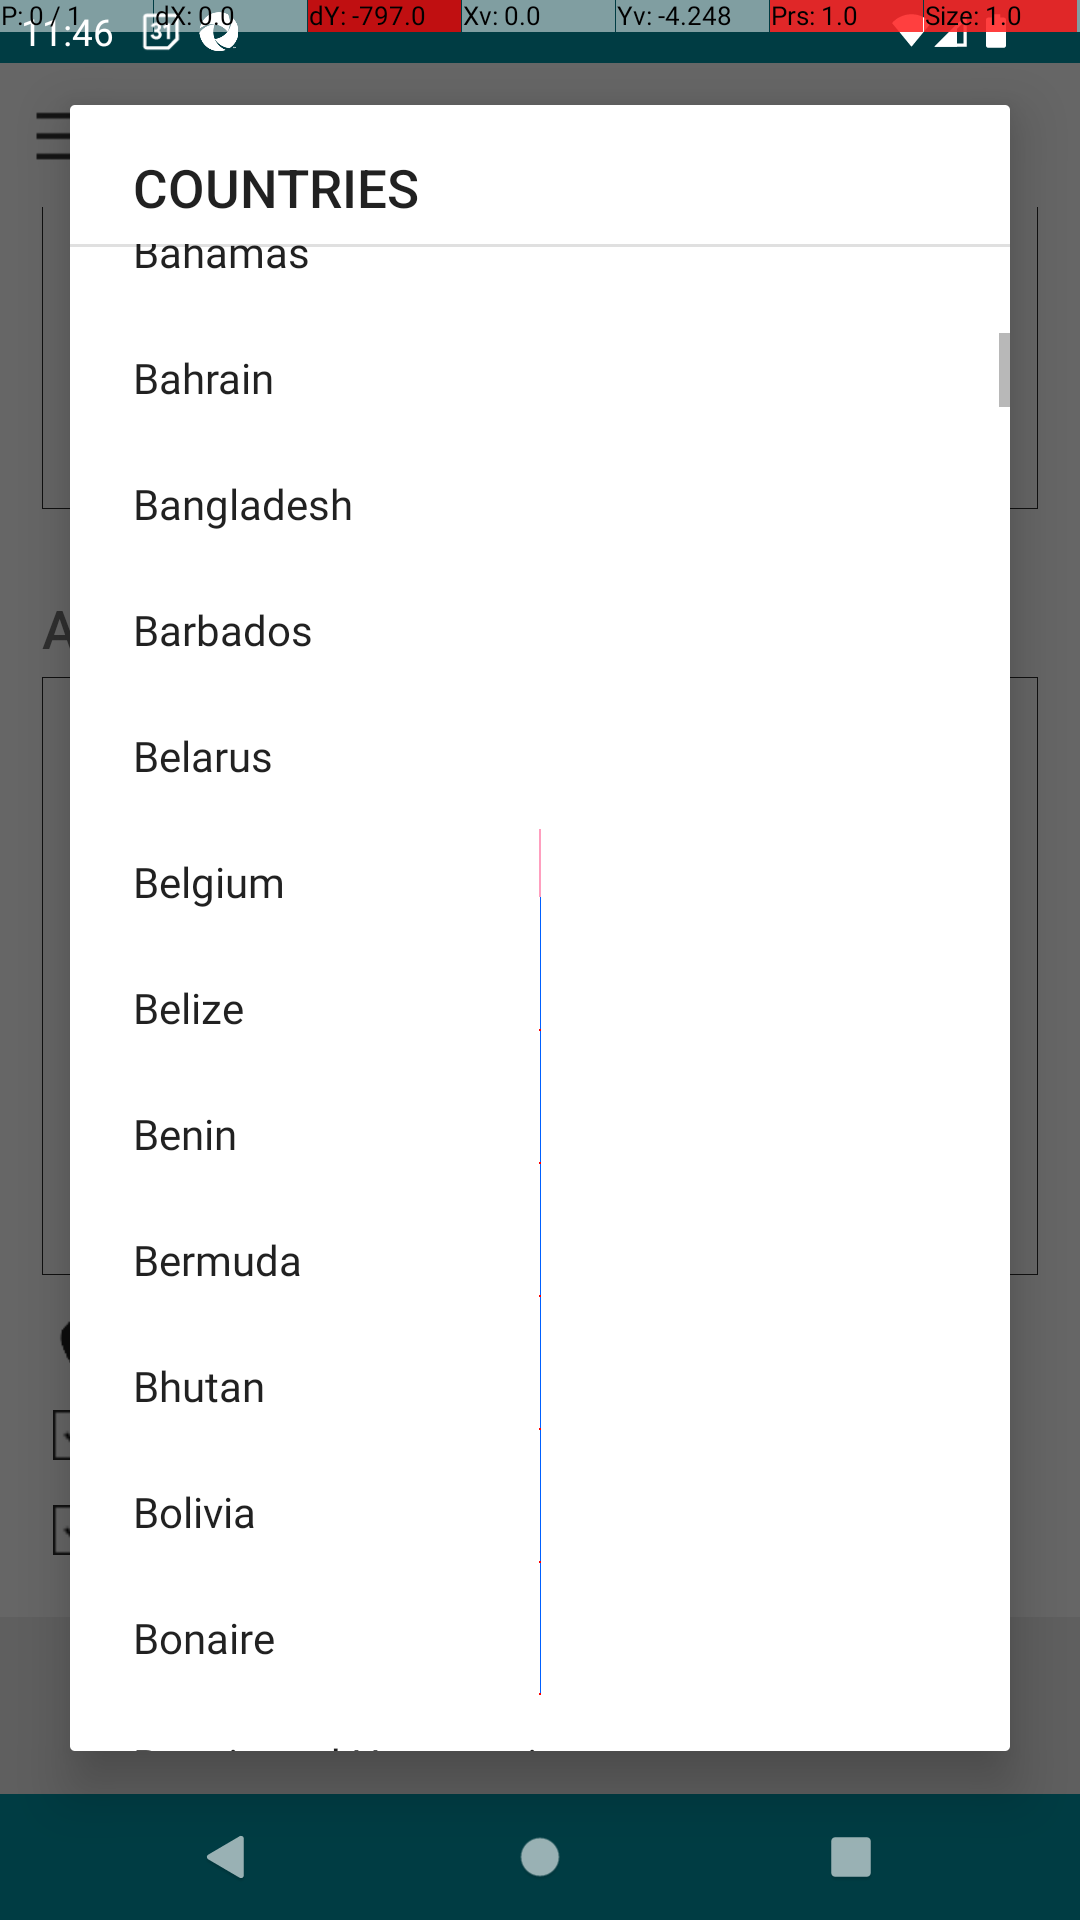 P: 0 / 1 dX: 0.0 dY: -797.0 Xv: 0.0 Yv: -4.248 Prs: 1.0 Size: 1.0
11:46 31
COUNTRIES
Bahamas
Bahrain
Bangladesh
Barbados
Belarus
Belgium
Belize
Benin
Bermuda
Bhutan
Bolivia
Bonaire